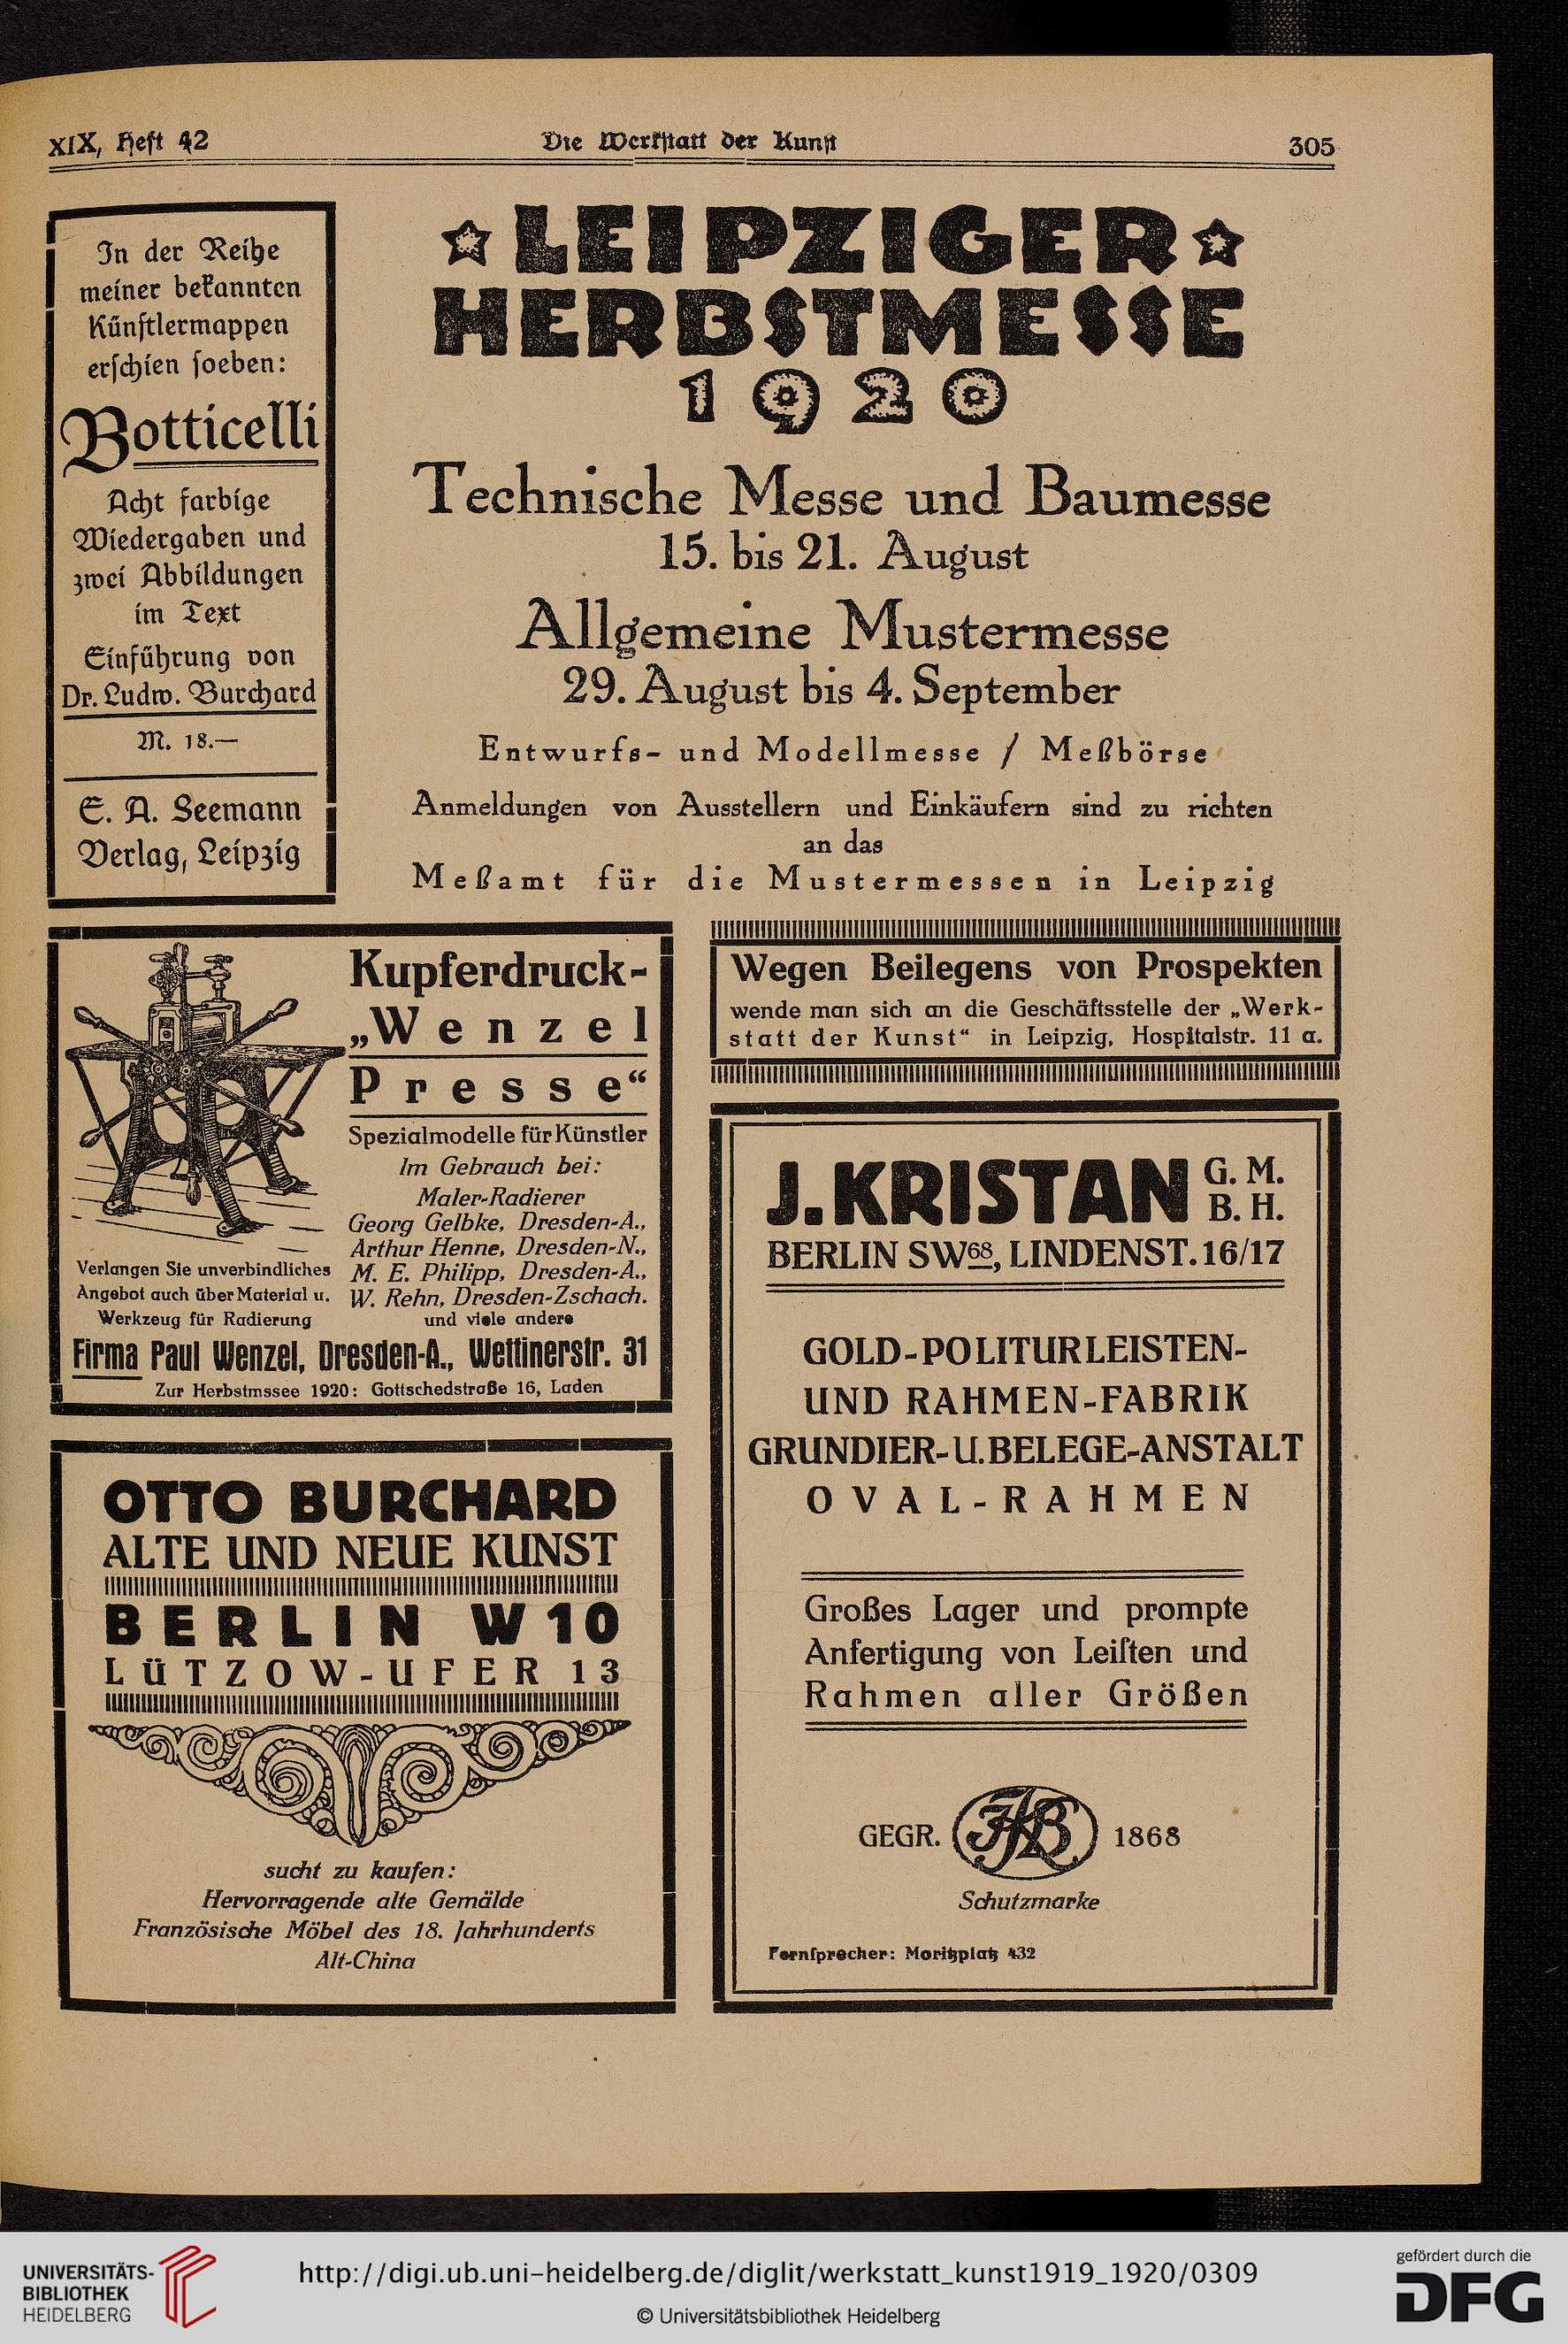 XIX, Heft 42
Die Werkstatt der Kunst
305
In der Reihe
meiner bekannten
Künstlermappen
erschien soeben:
Botticelli
Acht farbige
Wiedergaben und
zwei Abbildungen
im Text
Einführung von
Dr. Ludw. Burchard
M. 18.—
E. A. Seemann
Verlag, Leipzig
LEIPZIGER
HERBSTMESSE
1920
Technische Messe und Baumesse
15. bis 21. August
Allgemeine Mustermesse
29. August bis 4. September
Entwurfs- und Modellmesse / Meßbörse
Anmeldungen von Ausstellern und Einkäufern sind zu richten
an das
Meßamt für die Mustermessen in Leipzig
Kupferdruck-
„Wenzel
Presse“
Spezialmodelle für Künstler
Im Gebrauch bei:
Maler-Radierer
Georg Gelbke, Dresden-A.,
Arthur Henne, Dresden-N.,
M. E. Philipp, Dresden-A.,
W. Rehn, Dresden-Zschach.
und viele andere
Verlangen Sie unverbindliches
Angebot auch über Material u.
Werkzeug für Radierung
Firma Paul Wenzel, Dresden-A., Wettinerstr. 31
Zur Herbstmssee 1920: Gottschedstraße 16, Laden
Wegen Beilegens von Prospekten
wende man sich an die Geschäftsstelle der „Werk-
statt der Kunst“ in Leipzig, Hospitalstr. 11 a.
OTTO BURCHARD
ALTE UND NEUE KUNST
BERLIN W10
LÜTZOW-UFER 13
sucht zu kaufen:
Hervorragende alte Gemälde
Französische Möbel des 18. Jahrhunderts
Alt-China
J. KRISTAN G. M.
B. H.
BERLIN SW68, LINDENST. 16/17
GOLD-POLITURLEISTEN-
UND RAHMEN-FABRIK
GRUNDIER-U. BELEGE-ANSTALT
OVAL-RAHMEN
Großes Lager und prompte
Anfertigung von Leiſten und
Rahmen aller Größen
GEGR. JKB 1868
Schutzmarke
Fernſprecher: Moritzplatz 432
UNIVERSITÄTS-
BIBLIOTHEK
HEIDELBERG
http://digi.ub.uni-heidelberg.de/diglit/werkstatt_kunst1919_1920/0309
© Universitätsbibliothek Heidelberg
gefördert durch die
DFG